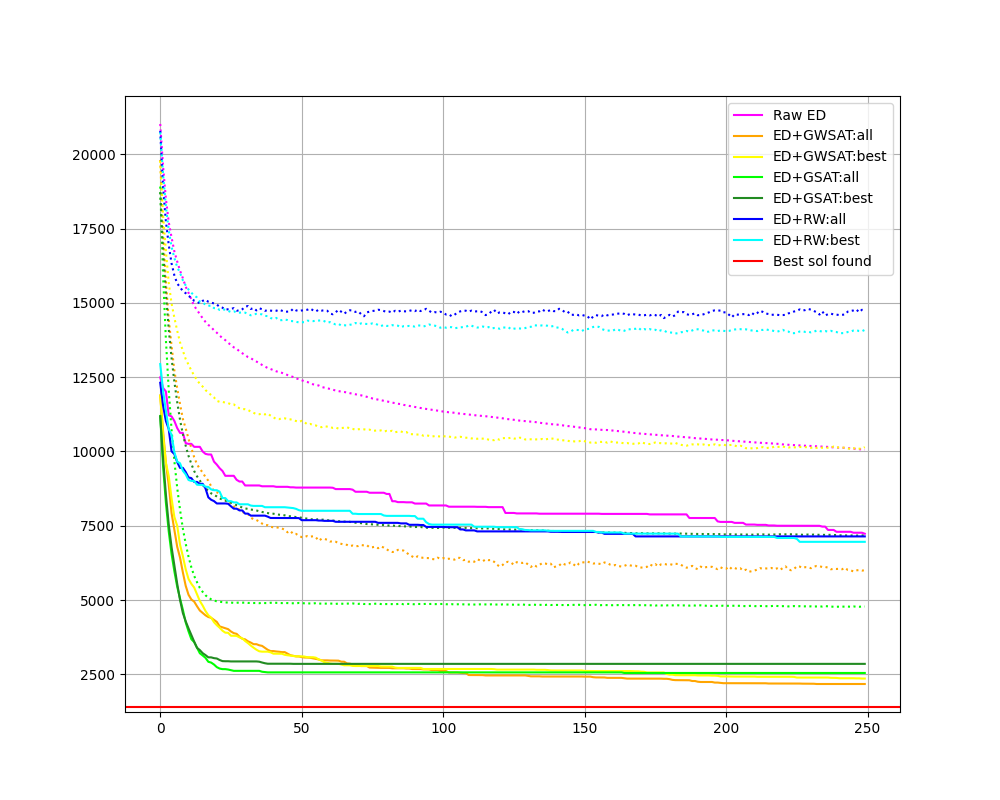 20000
17500
15000
12500
10000
7500
5000
2500
0
50
100
150
200
250
Raw ED
ED+GWSAT:all
ED+GWSAT:best
ED+GSAT:all
ED+GSAT:best
ED+RW:all
ED+RW:best
Best sol found